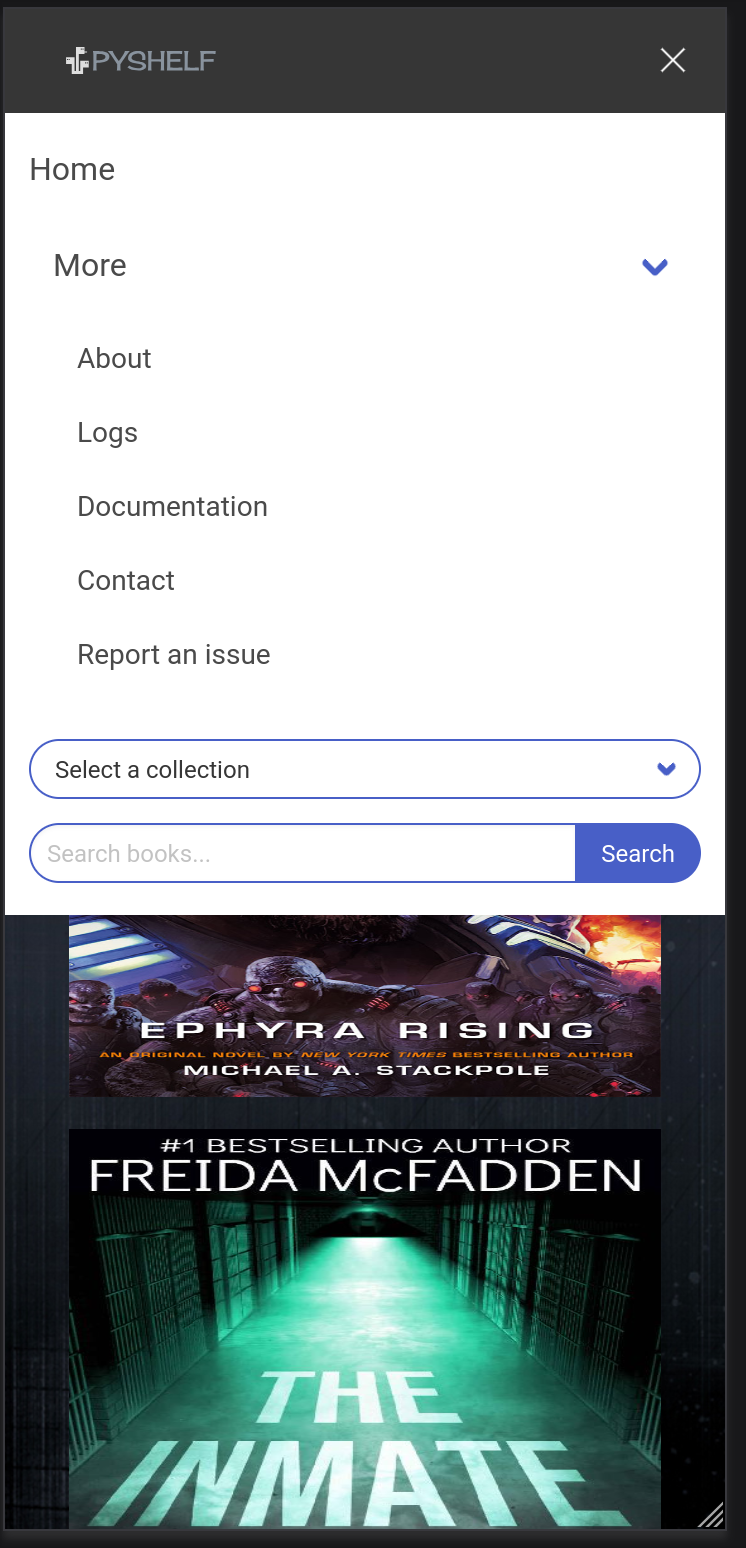 PYSHELF
Home
More
About
Logs
Documentation
Contact
Report an issue
Select a collection
Search books...
Search
EPHYRA RISING
AN ORIGINAL NOVEL BY NEW YORK TIMES BESTSELLING AUTHOR
MICHAEL A. STACKPOLE
#1 BESTSELLING AUTHOR
FREIDA McFADDEN
THE
INMATE